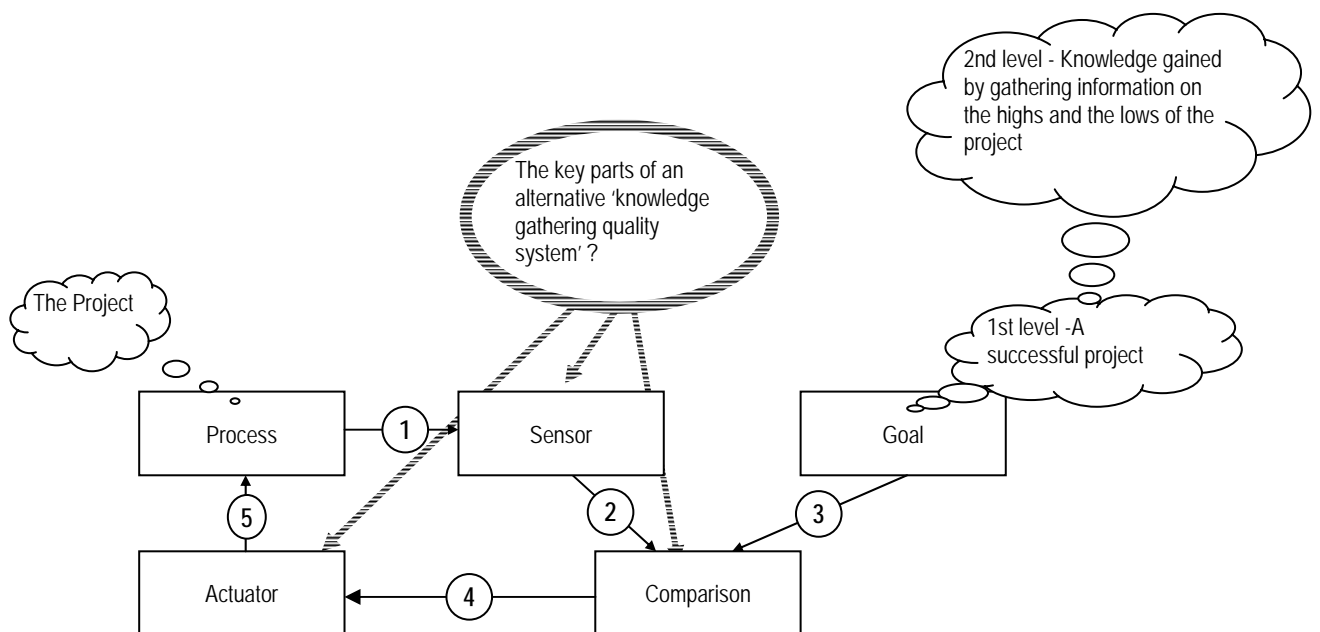 2nd level - Knowledge gained
by gathering information on
the highs and the lows of the
project
The key parts of an
alternative ‘knowledge
gathering quality
system’ ?
The Project
1st level -A
successful project
Process
1
Sensor
Goal
5
2
3
Actuator
4
Comparison